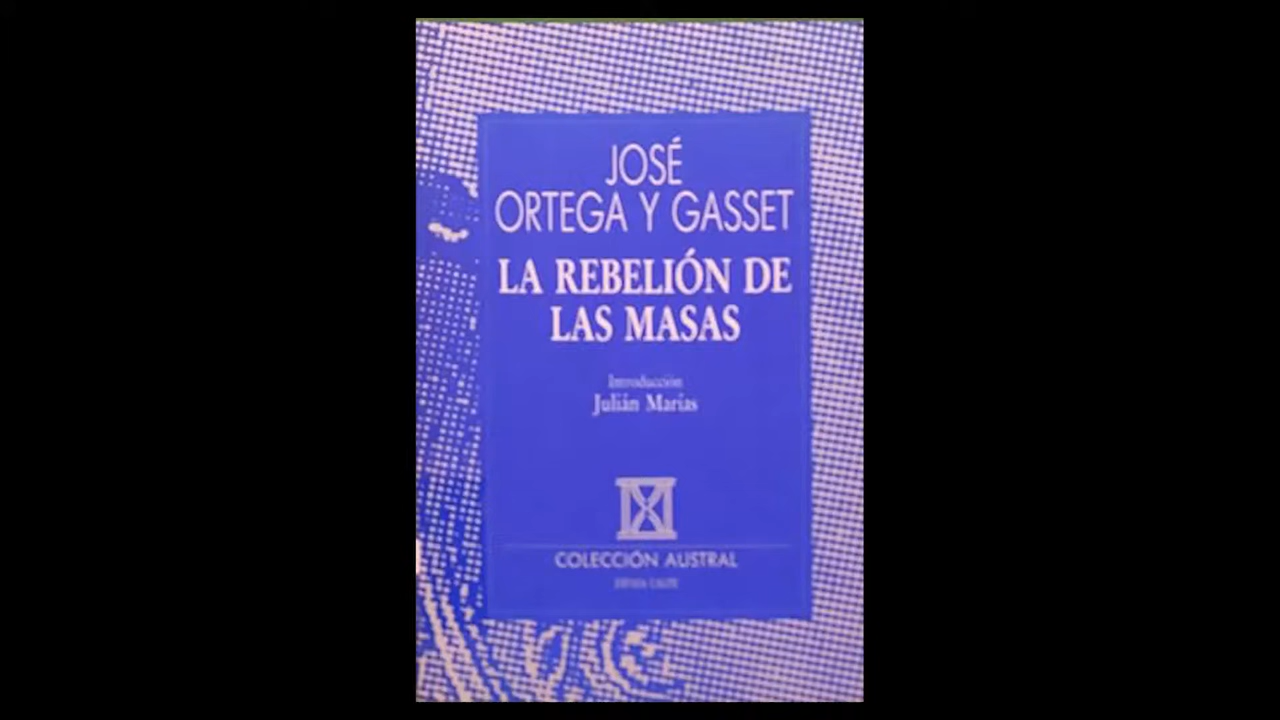 JOSÉ
ORTEGA Y GASSET
LA REBELIÓN DE
LAS MASAS
Introducción
Julián Marías
COLECCIÓN AUSTRAL